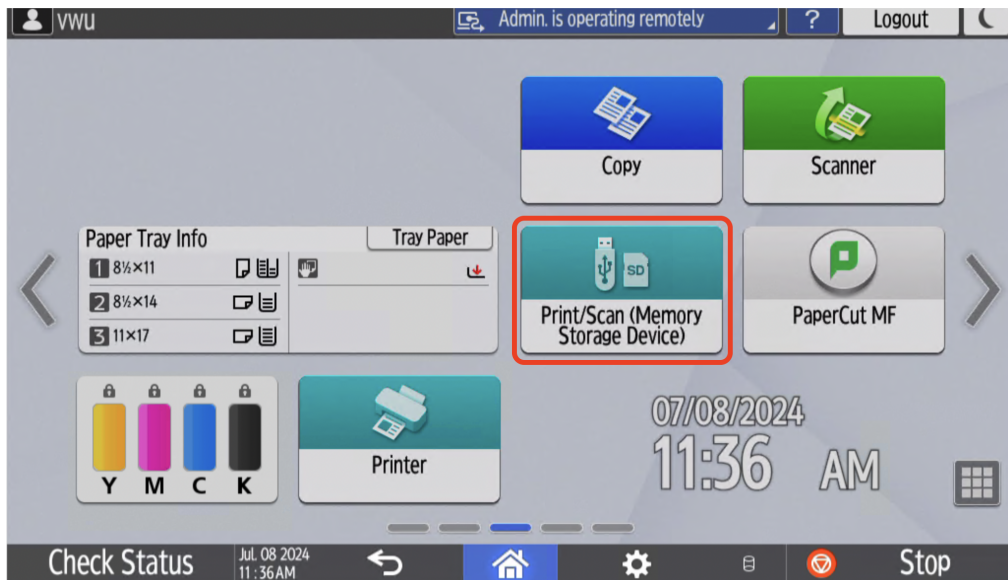 vwu
Admin. is operating remotely
?
Logout
Copy
Scanner
Paper Tray Info
Tray Paper
1 8½×11
2 8½×14
3 11×17
SD
Print/Scan (Memory
Storage Device)
PaperCut MF
Y M C K
Printer
07/08/2024
11:36 AM
Check Status
Jul. 08 2024
11:36AM
Stop